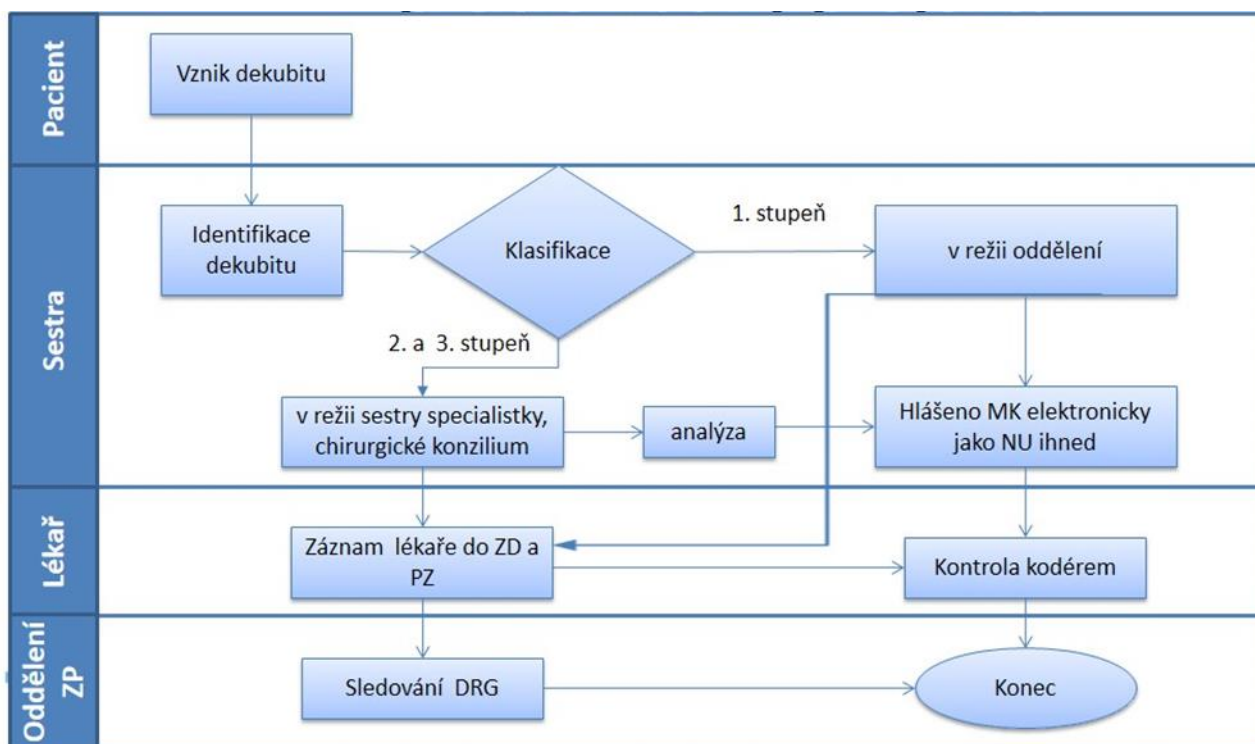 Pacient
Vznik dekubitu
Sestra
Identifikace
dekubitu
Klasifikace
1. stupeň
v režii oddělení
2. a 3. stupeň
v režii sestry specialistky,
chirurgické konzilium
analýza
Hlášeno MK elektronicky
jako NU ihned
Lékař
Záznam lékaře do ZD a
PZ
Kontrola kodérem
Oddělení
ZP
Sledování DRG
Konec